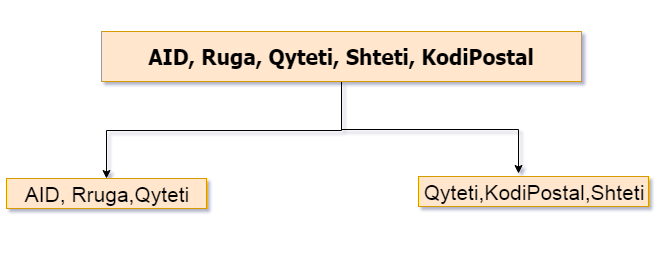 AID, Ruga, Qyteti, Shteti, KodiPostal
AID, Rruga,Qyteti
Qyteti,KodiPostal,Shteti